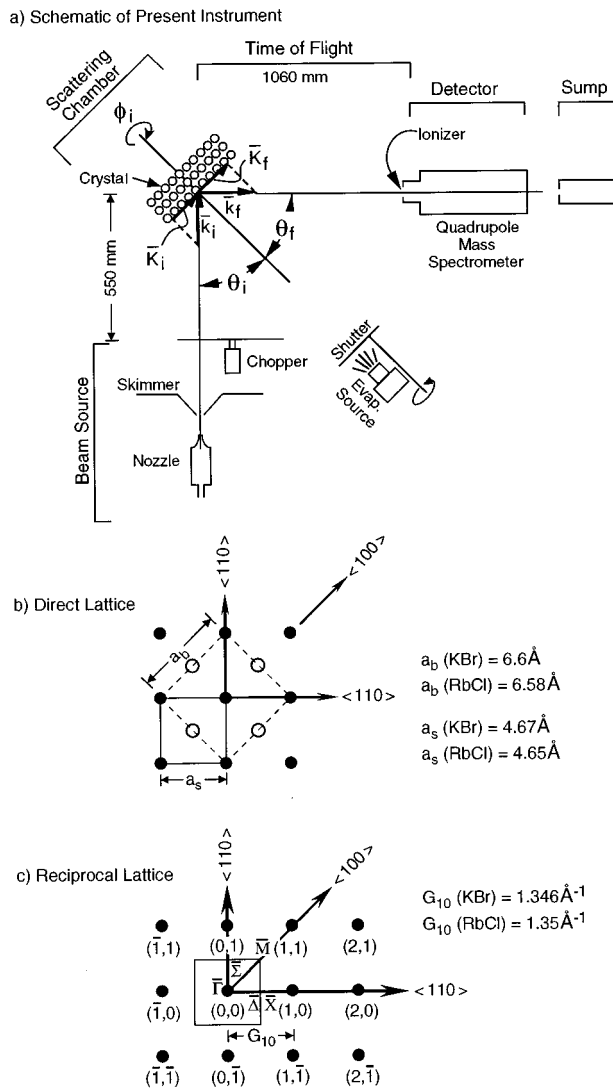 a) Schematic of Present Instrument
Time of Flight
1060 mm
Scattering
Chamber
Detector
Sump
ϕi
Ionizer
Crystal
K̅f
k̅f
K̅i
k̅i
θf
θi
Quadrupole
Mass
Spectrometer
550 mm
Chopper
Shutter
Evap.
Source
Skimmer
Nozzle
Beam Source
b) Direct Lattice
<110>
<100>
ab
<110>
as
ab (KBr) = 6.6Å
ab (RbCl) = 6.58Å
as (KBr) = 4.67Å
as (RbCl) = 4.65Å
c) Reciprocal Lattice
<110>
<100>
G10 (KBr) = 1.346Å-1
G10 (RbCl) = 1.35Å-1
(1̅,1) (0,1) M̅ (1,1) (2,1)
Σ̅
Γ̅
<110>
(1̅,0) (0,0) Δ̅ X̅ (1,0) (2,0)
G10
(1̅,1̅) (0,1̅) (1,1̅) (2,1̅)